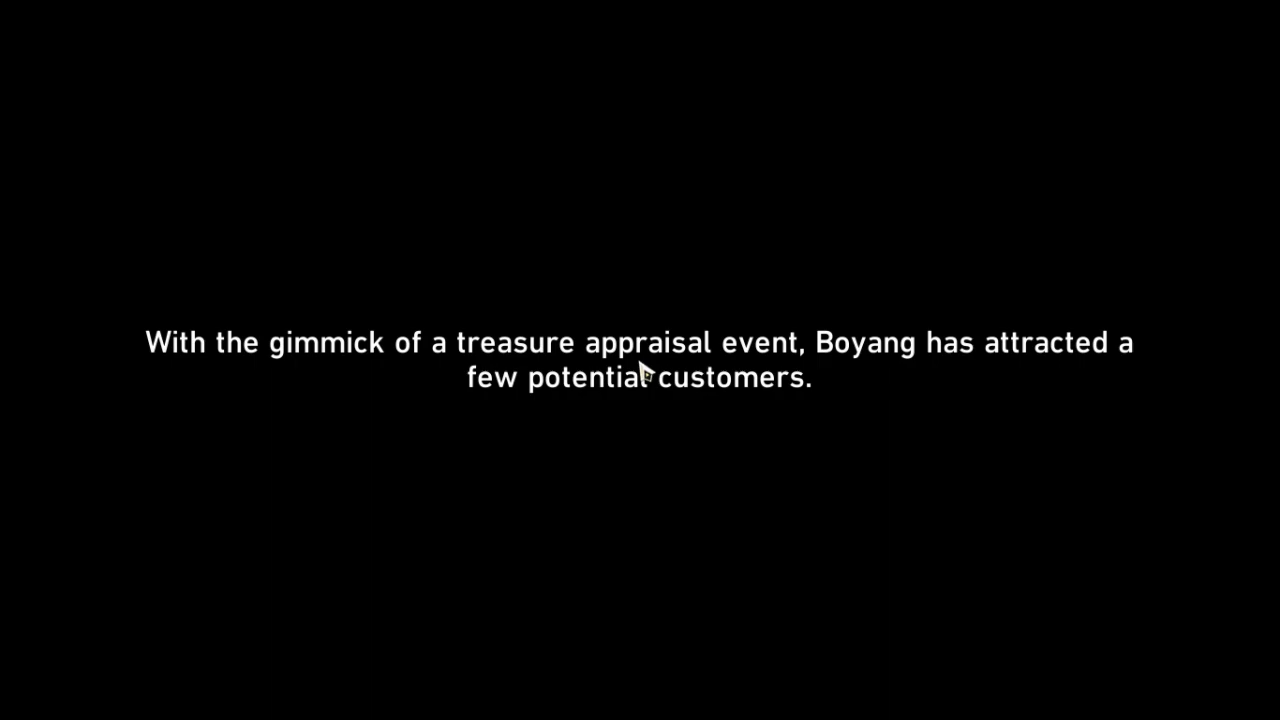 With the gimmick of a treasure appraisal event, Boyang has attracted a
few potential customers.